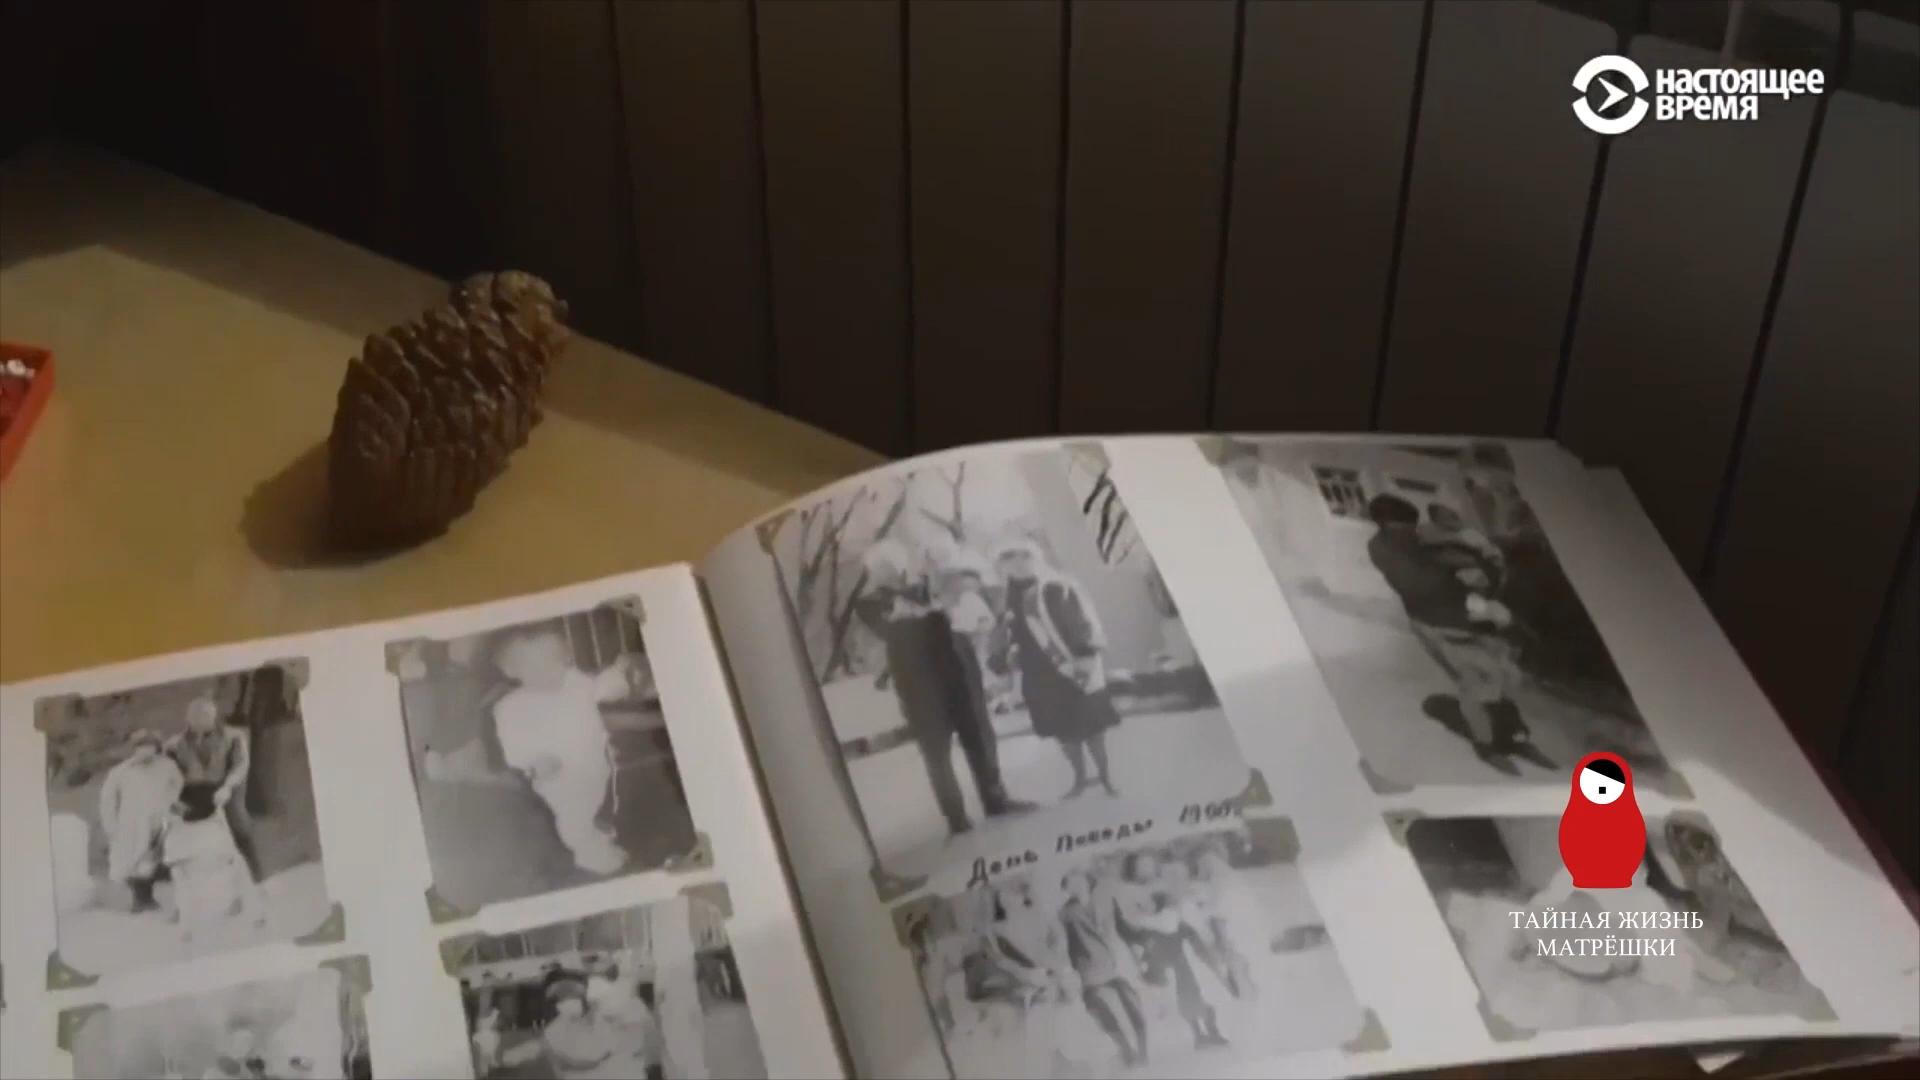 НАСТОЯЩЕЕ
ВРЕМЯ
День Победы
ТАЙНАЯ ЖИЗНЬ
МАТРЁШКИ